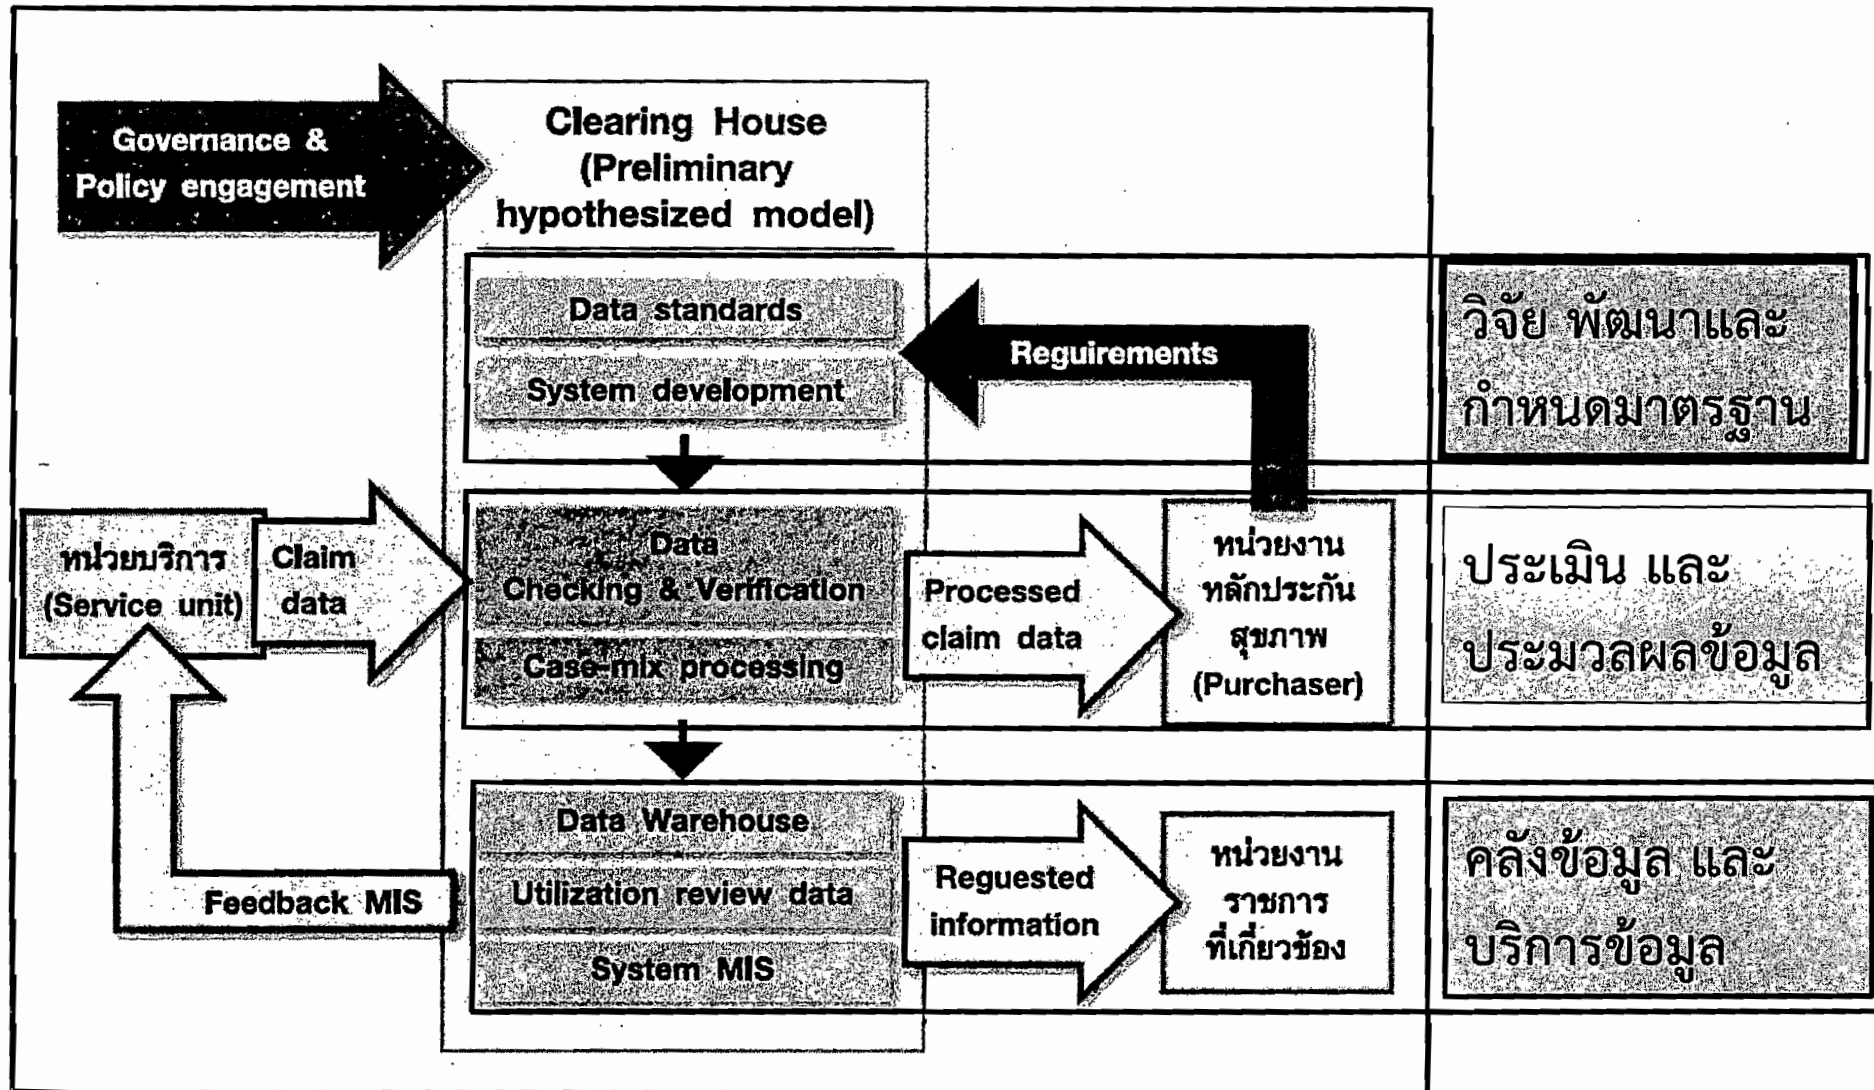 Governance &
Policy engagement
Clearing House
(Preliminary
hypothesized model)
Data standards
System development
Reguirements
วิจัย พัฒนาและ
กำหนดมาตรฐาน
หน่วยบริการ
(Service unit)
Claim
data
Data
Checking & Verification
Case-mix processing
Processed
claim data
หน่วยงาน
หลักประกัน
สุขภาพ
(Purchaser)
ประเมิน และ
ประมวลผลข้อมูล
Feedback MIS
Data Warehouse
Utilization review data
System MIS
Reguested
information
หน่วยงาน
ราชการ
ที่เกี่ยวข้อง
คลังข้อมูล และ
บริการข้อมูล